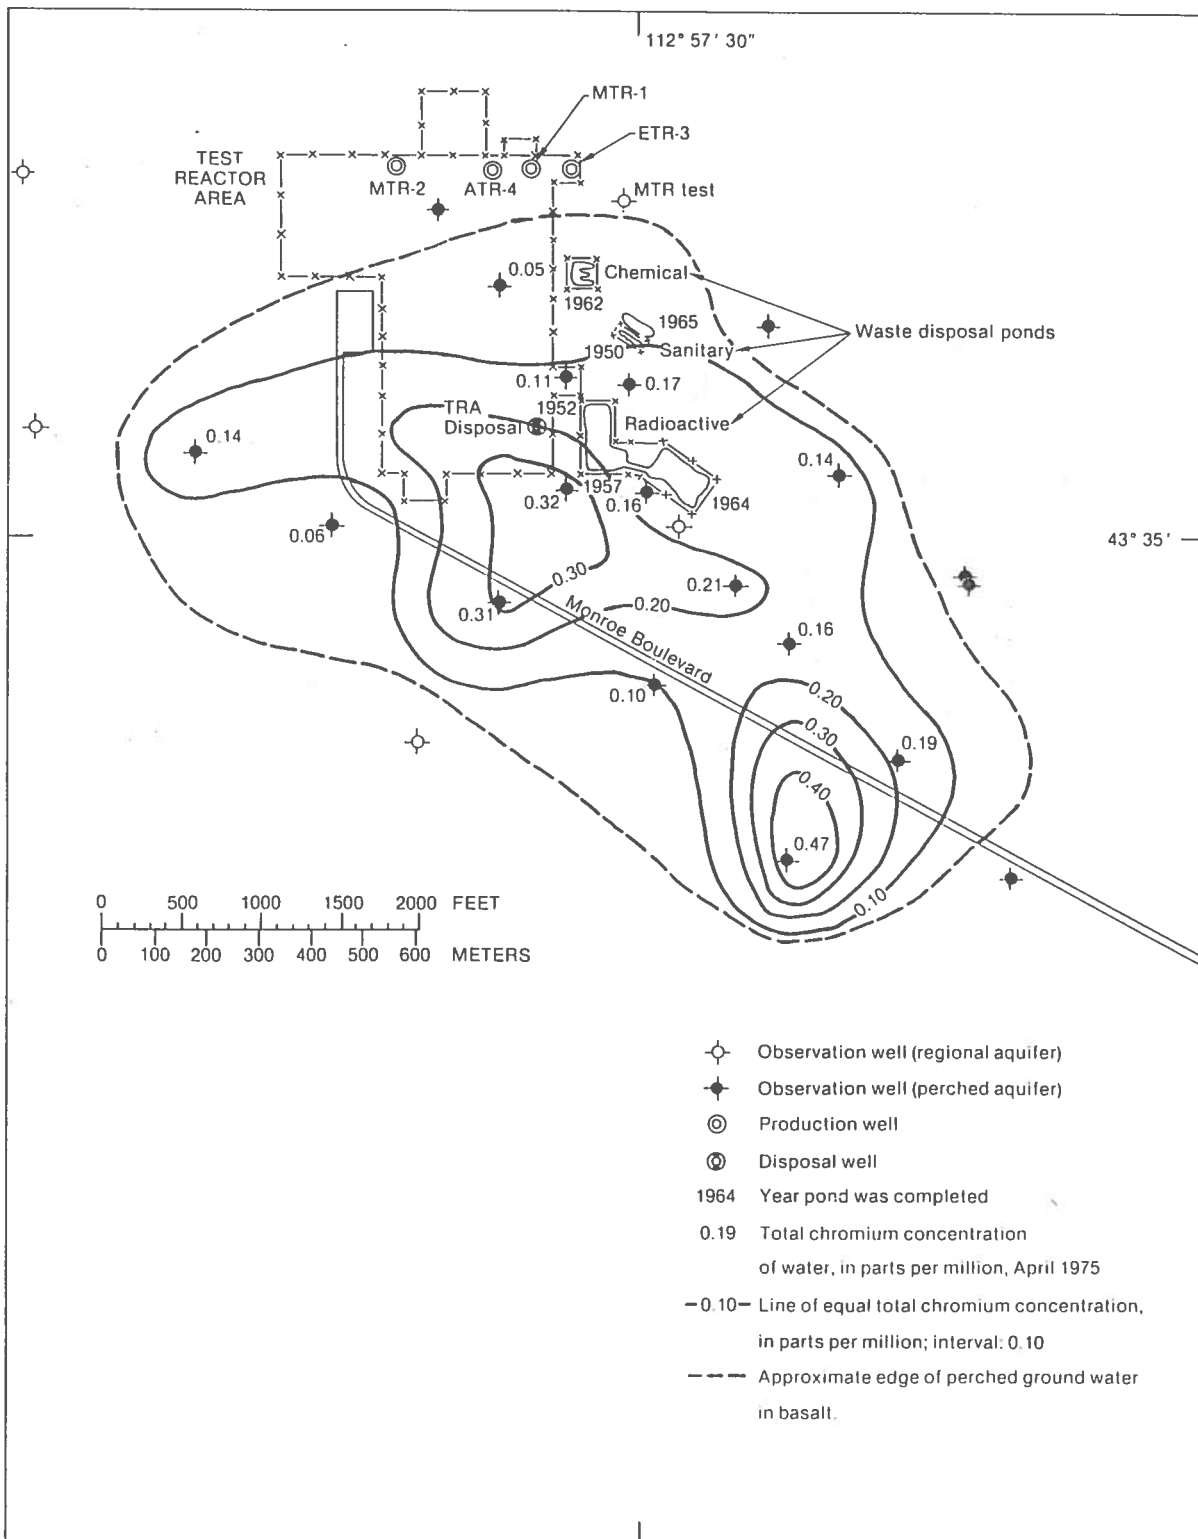 112° 57' 30"
MTR-1
ETR-3
TEST
REACTOR
AREA
MTR-2
ATR-4
MTR test
0.05
Chemical
1962
1965
Waste disposal ponds
1950
Sanitary
0.11
0.17
TRA
Disposal
1952
Radioactive
0.14
0.14
1957
0.32
0.16
1964
0.06
43° 35'
0.30
0.21
0.20
0.31
Monroe Boulevard
0.16
0.10
0.20
0.30
0.19
0.40
0.47
0.10
0 500 1000 1500 2000 FEET
0 100 200 300 400 500 600 METERS
Observation well (regional aquifer)
Observation well (perched aquifer)
Production well
Disposal well
1964 Year pond was completed
0.19 Total chromium concentration
of water, in parts per million, April 1975
-0.10- Line of equal total chromium concentration,
in parts per million; interval: 0.10
Approximate edge of perched ground water
in basalt.